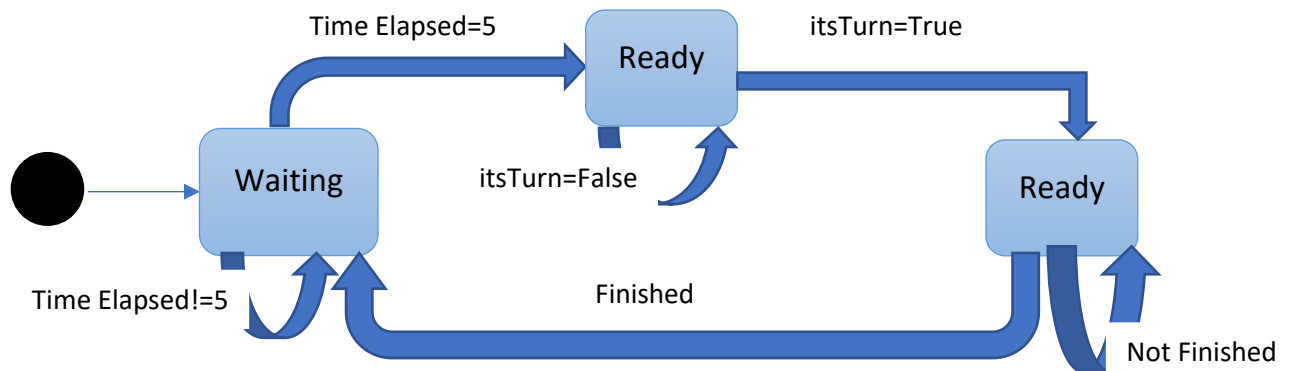 Time Elapsed=5
itsTurn=True
Ready
Waiting
itsTurn=False
Ready
Time Elapsed!=5
Finished
Not Finished